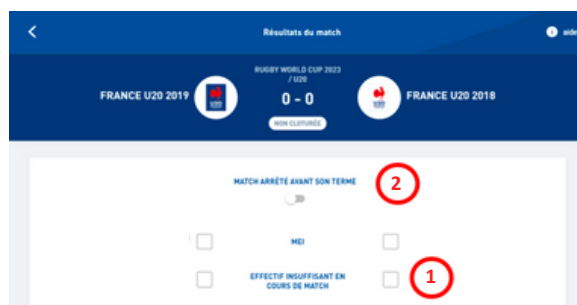 Résultats du match
aide
RUGBY WORLD CUP 2023
/ U20
FRANCE U20 2019
0 - 0
FRANCE U20 2018
NON CLOTURÉE
MATCH ARRÊTÉ AVANT SON TERME
2
MEI
EFFECTIF INSUFFISANT EN
COURS DE MATCH
1